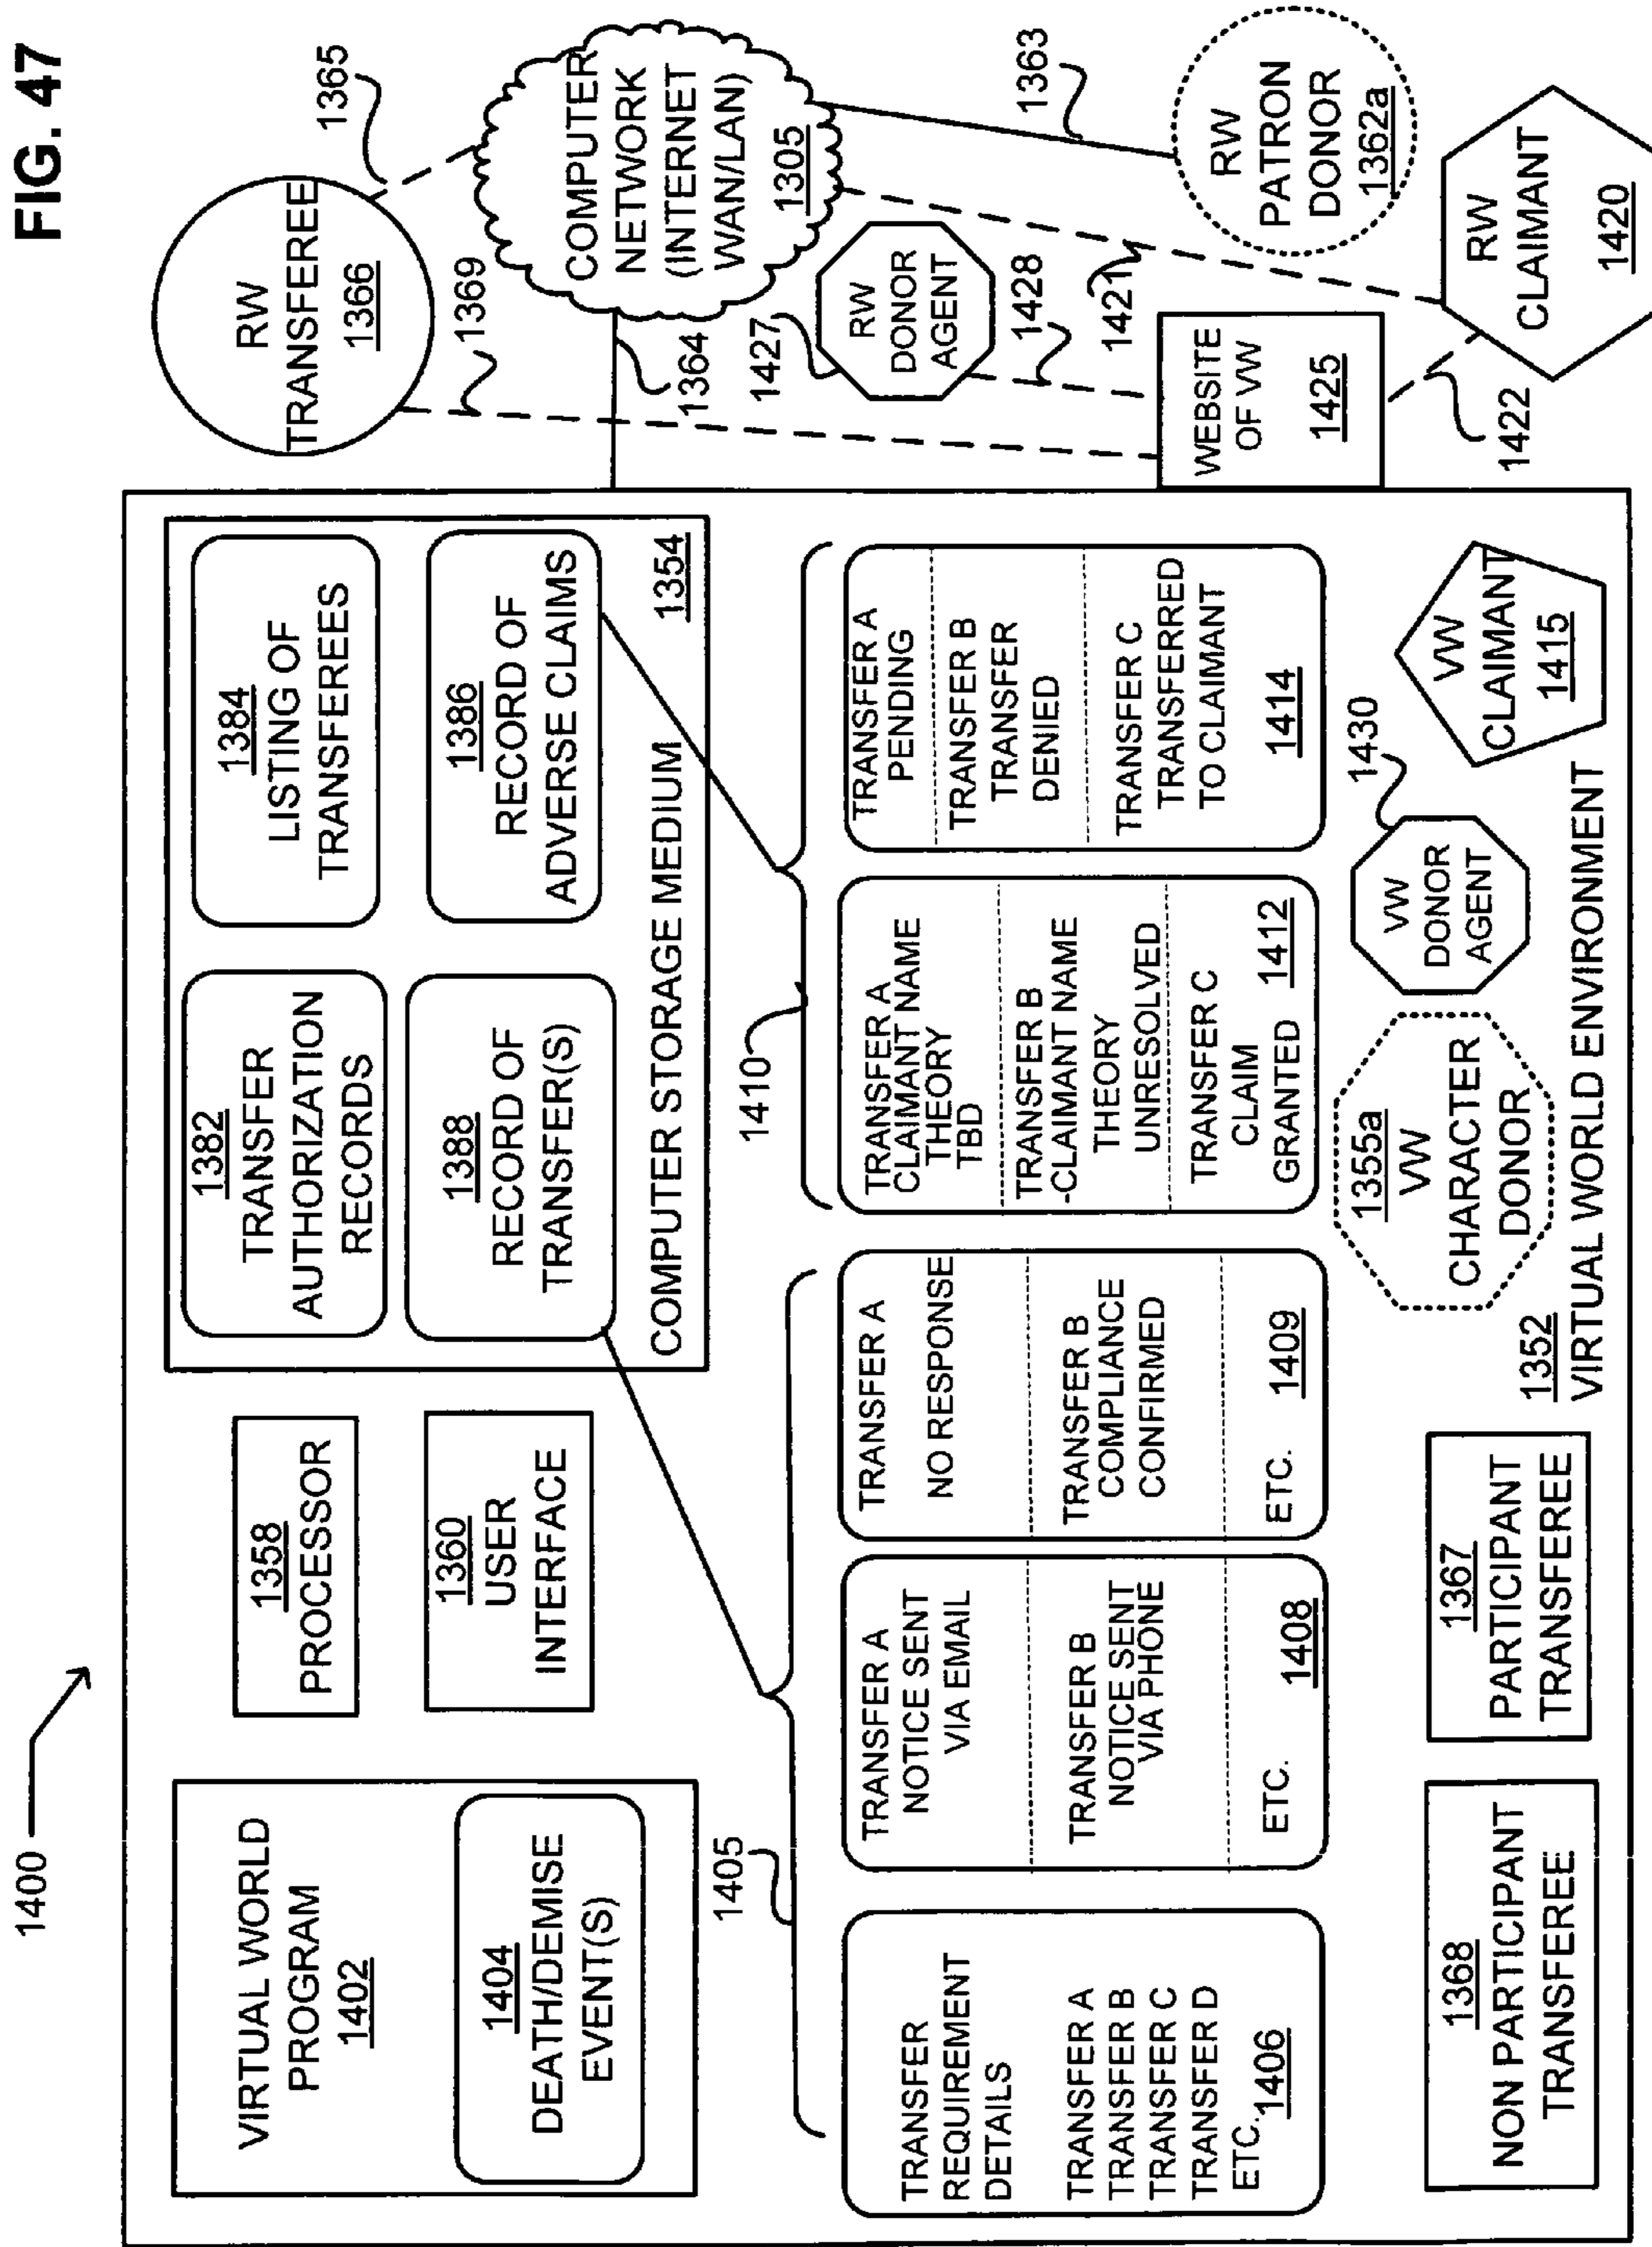 FIG. 47
1400
VIRTUAL WORLD
PROGRAM
1402
1404
DEATH/DEMISE
EVENT(S)
1358
PROCESSOR
1360
USER
INTERFACE
1382
TRANSFER
AUTHORIZATION
RECORDS
1384
LISTING OF
TRANSFEREES
1388
RECORD OF
TRANSFER(S)
1386
RECORD OF
ADVERSE CLAIMS
COMPUTER STORAGE MEDIUM
1354
1405
TRANSFER
REQUIREMENT
DETAILS
TRANSFER A
TRANSFER B
TRANSFER C
TRANSFER D
ETC.
1406
TRANSFER A
NOTICE SENT
VIA EMAIL
TRANSFER B
NOTICE SENT
VIA PHONE
ETC.
1408
TRANSFER A
NO RESPONSE
TRANSFER B
COMPLIANCE
CONFIRMED
ETC.
1409
1410
TRANSFER A
CLAIMANT NAME
THEORY
TBD
TRANSFER B
-CLAIMANT NAME
THEORY
UNRESOLVED
TRANSFER C
CLAIM
GRANTED
1412
TRANSFER A
PENDING
TRANSFER B
TRANSFER
DENIED
TRANSFER C
TRANSFERRED
TO CLAIMANT
1414
1368
NON PARTICIPANT
TRANSFEREE
1367
PARTICIPANT
TRANSFEREE
1355a
VW
CHARACTER
DONOR
VW
DONOR
AGENT
1430
VW
CLAIMANT
1415
1352
VIRTUAL WORLD ENVIRONMENT
RW
TRANSFEREE
1366
1365
1369
COMPUTER
NETWORK
(INTERNET
WAN/LAN)
1305
1364
1427
RW
DONOR
AGENT
1428
1421
1363
WEBSITE
OF VW
1425
1422
RW
PATRON
DONOR
1362a
RW
CLAIMANT
1420